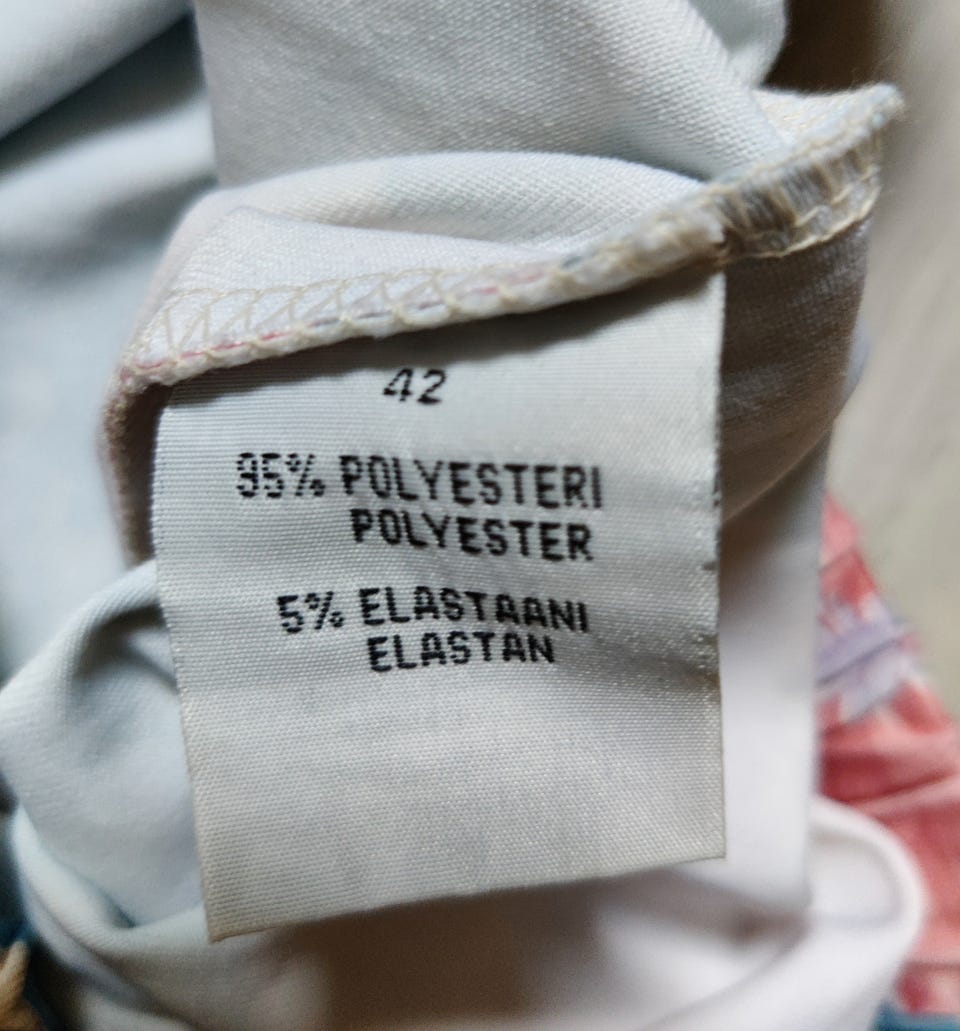 42
95% POLYESTERI
POLYESTER
5% ELASTAANI
ELASTAN